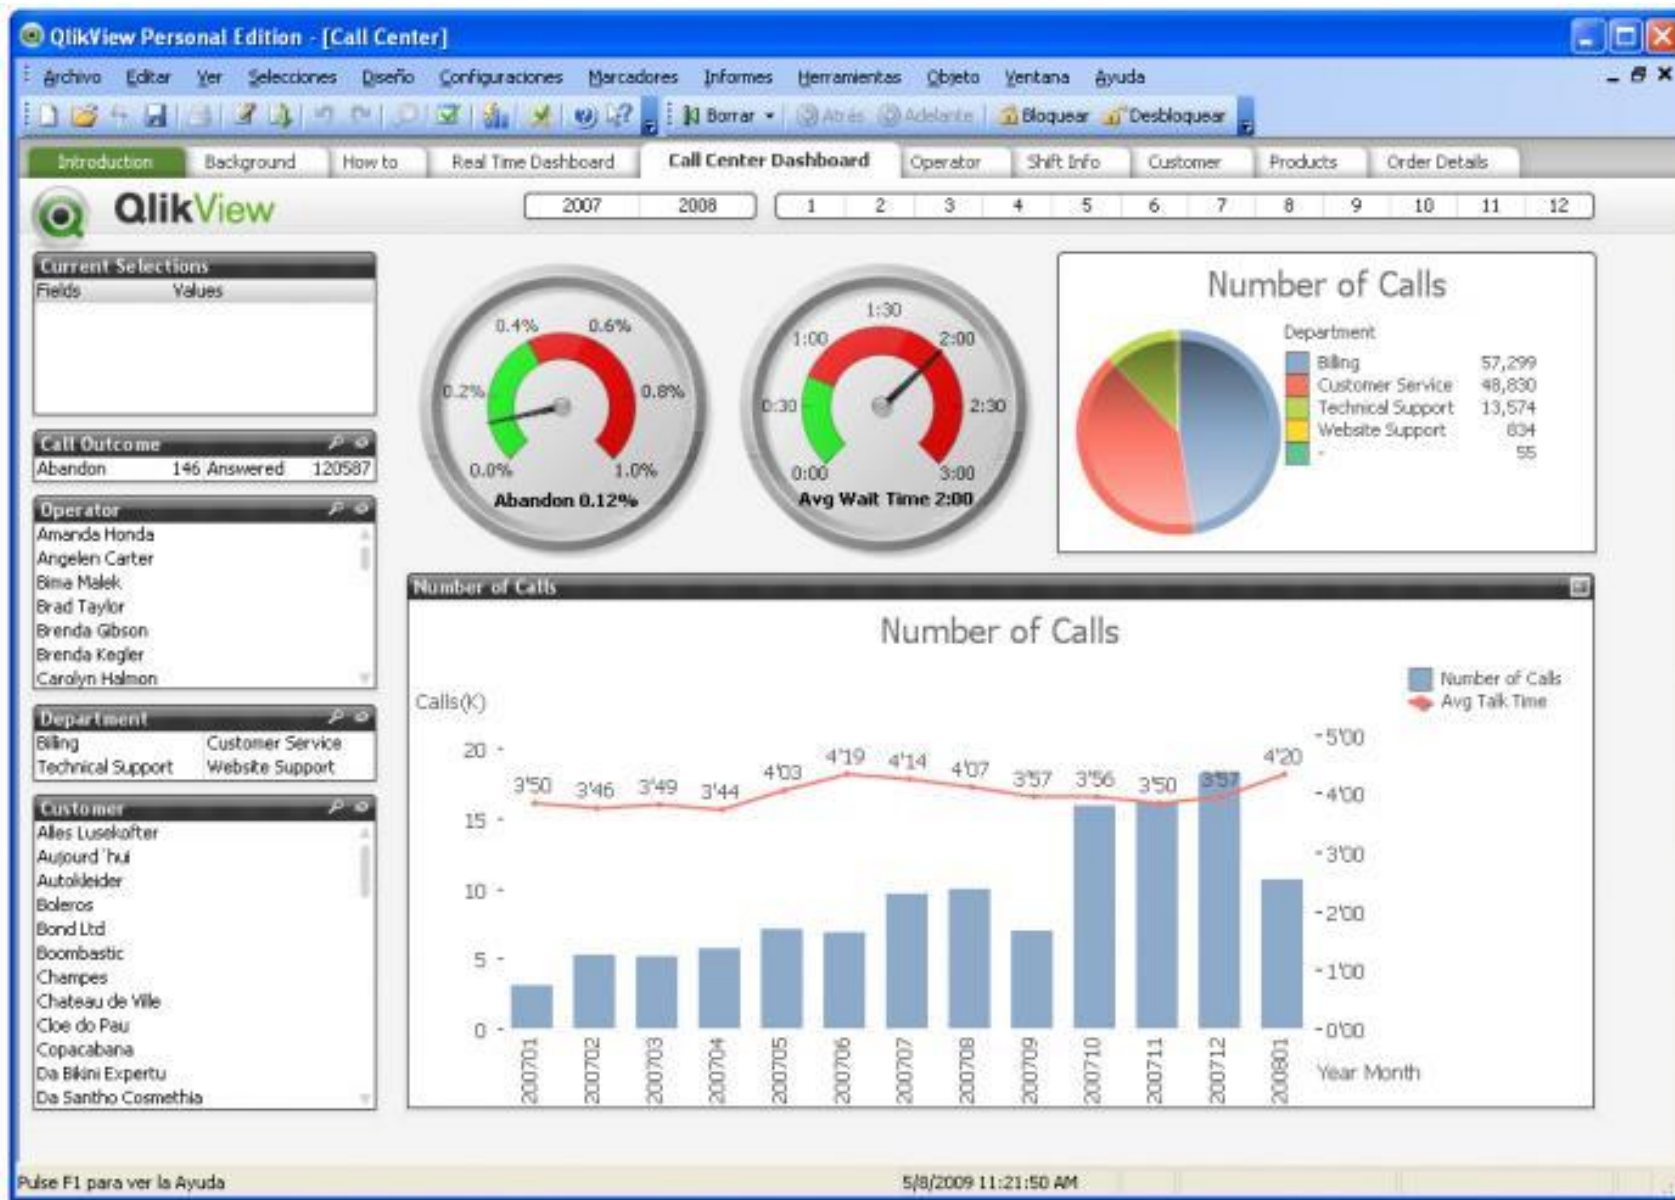 QlikView Personal Edition - [Call Center]
Archivo Editar Ver Selecciones Diseño Configuraciones Marcadores Informes Herramientas Objeto Ventana Ayuda
Borrar Atrás Adelante Bloquear Desbloquear
Introduction Background How to Real Time Dashboard Call Center Dashboard Operator Shift Info Customer Products Order Details
QlikView 2007 2008 1 2 3 4 5 6 7 8 9 10 11 12
Current Selections
Fields Values
Call Outcome
Abandon 146 Answered 120587
Operator
Amanda Honda
Angelen Carter
Bima Malek
Brad Taylor
Brenda Gibson
Brenda Kegler
Carolyn Halmon
Department
Billing Customer Service
Technical Support Website Support
Customer
Alles Lusekofter
Aujourd´hui
Autokleider
Boleros
Bond Ltd
Boombastic
Champes
Chateau de Ville
Cloe do Pau
Copacabana
Da Bikini Expertu
Da Santho Cosmethia
0.4% 0.6%
0.2% 0.8%
0.0% 1.0%
Abandon 0.12%
1:30
1:00 2:00
0:30 2:30
0:00 3:00
Avg Wait Time 2:00
Number of Calls
Department
Billing 57,299
Customer Service 48,830
Technical Support 13,574
Website Support 834
- 55
Number of Calls
Number of Calls
Number of Calls
Avg Talk Time
Calls(K)
20
15
10
5
0
3'50 3'46 3'49 3'44 4'03 4'19 4'14 4'07 3'57 3'56 3'50 3'57 4'20
5'00
4'00
3'00
2'00
1'00
0'00
200701 200702 200703 200704 200705 200706 200707 200708 200709 200710 200711 200712 200801
Year Month
Pulse F1 para ver la Ayuda 5/8/2009 11:21:50 AM